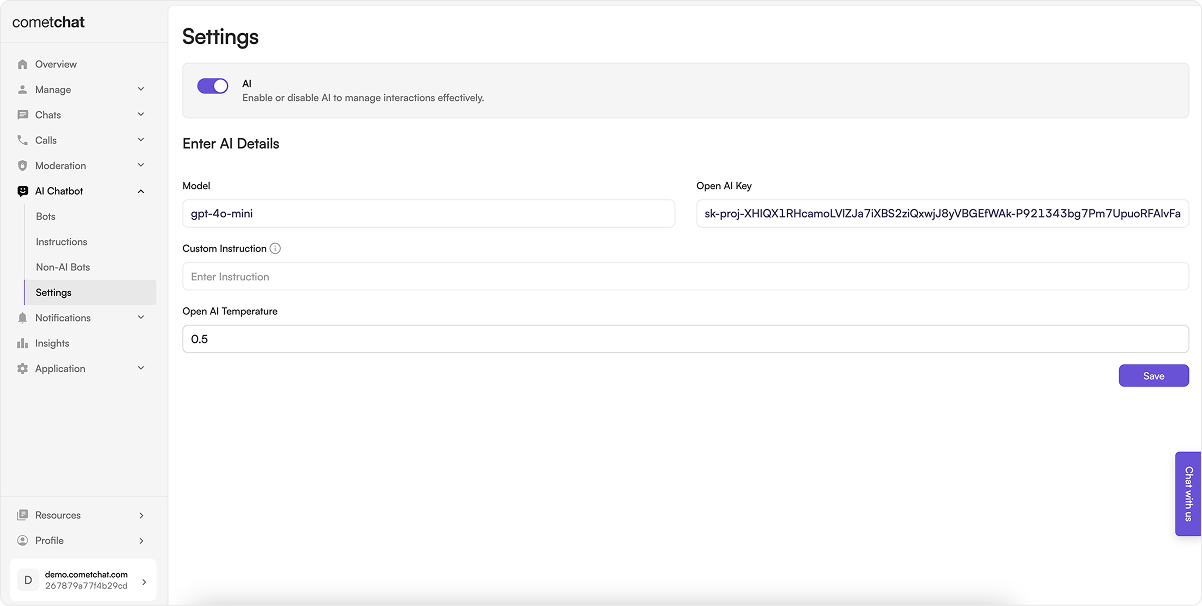 cometchat
Overview
Manage
Chats
Calls
Moderation
AI Chatbot
Bots
Instructions
Non-AI Bots
Settings
Notifications
Insights
Application
Resources
Profile
D
demo.cometchat.com
267879a77f4b29cd
Settings
AI
Enable or disable AI to manage interactions effectively.
Enter AI Details
Model
gpt-4o-mini
Open AI Key
sk-proj-XHIQX1RHcamoLVlZJa7iXBS2ziQxwjJ8yVBGEfWAk-P921343bg7Pm7UpuoRFAlvFa
Custom Instruction
Enter Instruction
Open AI Temperature
0.5
Save
Chat with us